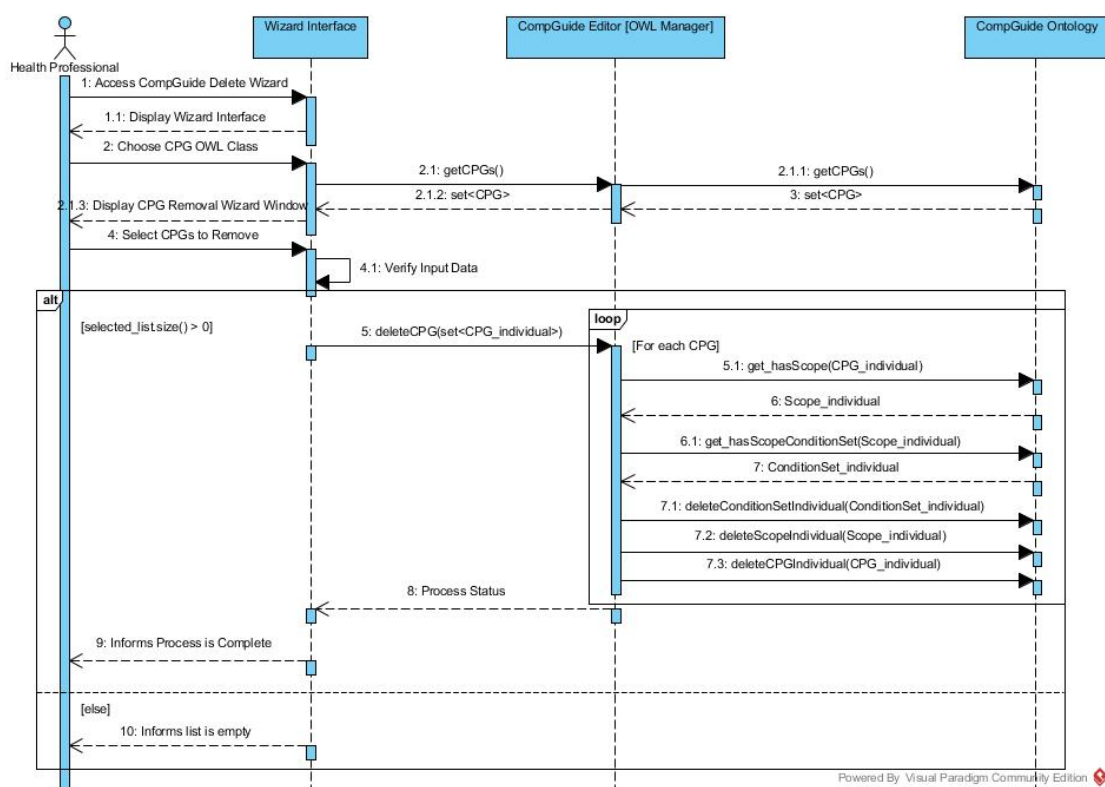 Wizard Interface
CompGuide Editor [OWL Manager]
CompGuide Ontology
Health Professional
1: Access CompGuide Delete Wizard
1.1: Display Wizard Interface
2: Choose CPG OWL Class
2.1: getCPGs()
2.1.1: getCPGs()
2.1.2: set<CPG>
3: set<CPG>
2.1.3: Display CPG Removal Wizard Window
4: Select CPGs to Remove
4.1: Verify Input Data
alt
[selected_list.size() > 0]
loop
5: deleteCPG(set<CPG_individual>)
[For each CPG]
5.1: get_hasScope(CPG_individual)
6: Scope_individual
6.1: get_hasScopeConditionSet(Scope_individual)
7: ConditionSet_individual
7.1: deleteConditionSetIndividual(ConditionSet_individual)
7.2: deleteScopeIndividual(Scope_individual)
7.3: deleteCPGIndividual(CPG_individual)
8: Process Status
9: Informs Process is Complete
[else]
10: Informs list is empty
Powered By Visual Paradigm Community Edition